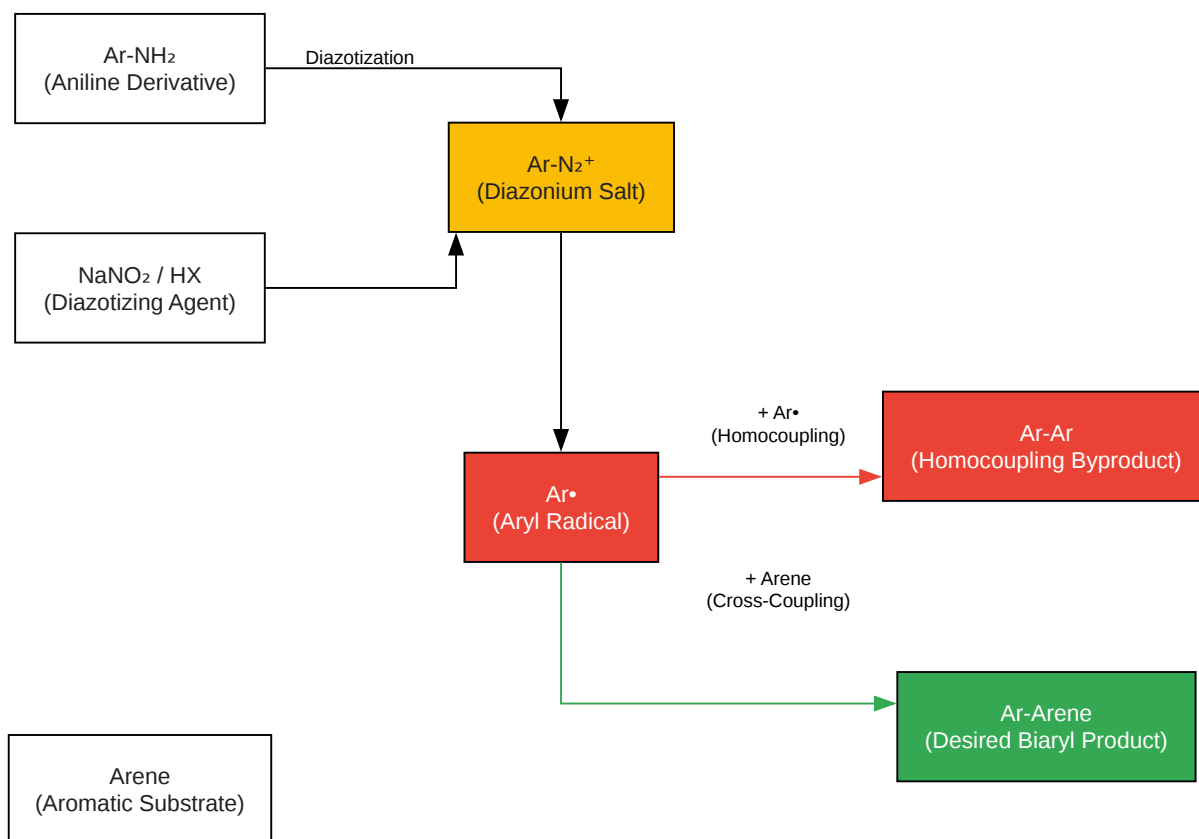 Ar-NH₂
(Aniline Derivative)
Diazotization
Ar-N₂⁺
(Diazonium Salt)
NaNO₂ / HX
(Diazotizing Agent)
+ Ar•
(Homocoupling)
Ar-Ar
(Homocoupling Byproduct)
Ar•
(Aryl Radical)
+ Arene
(Cross-Coupling)
Ar-Arene
(Desired Biaryl Product)
Arene
(Aromatic Substrate)